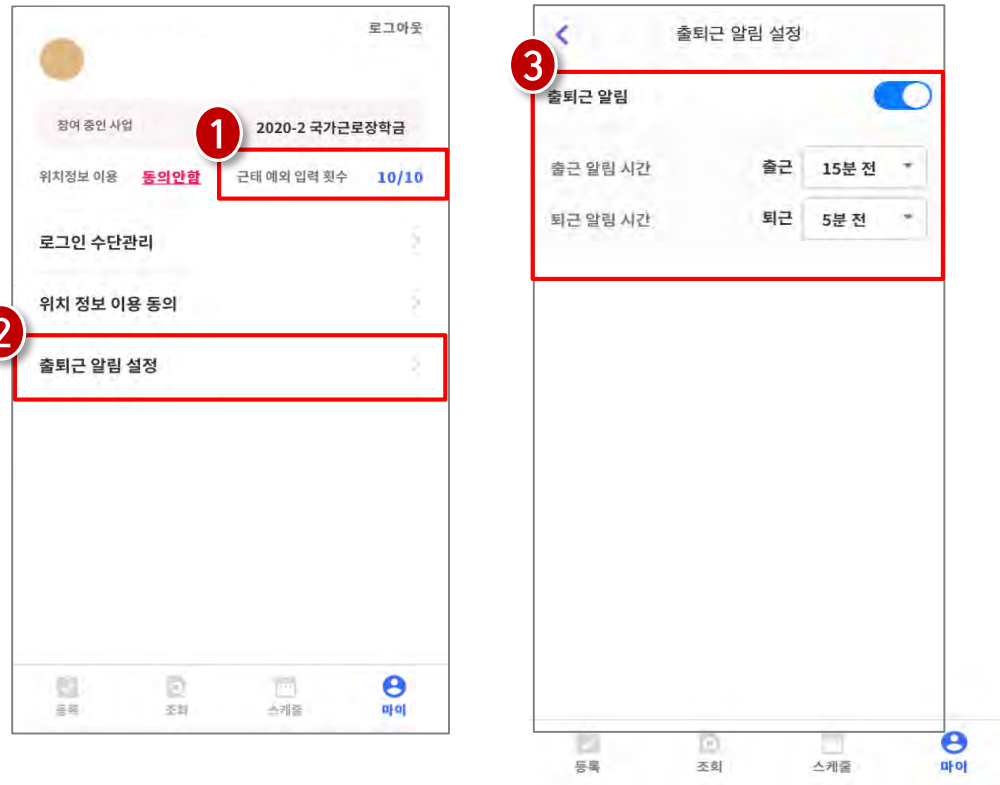 로그아웃
참여 중인 사업 2020-2 국가근로장학금
1
위치정보 이용 동의안함 근태 예외 입력 횟수 10/10
로그인 수단관리
위치 정보 이용 동의
2
출퇴근 알림 설정
등록 조회 스케줄 마이
출퇴근 알림 설정
3
출퇴근 알림
출근 알림 시간 출근 15분 전
퇴근 알림 시간 퇴근 5분 전
등록 조회 스케줄 마이